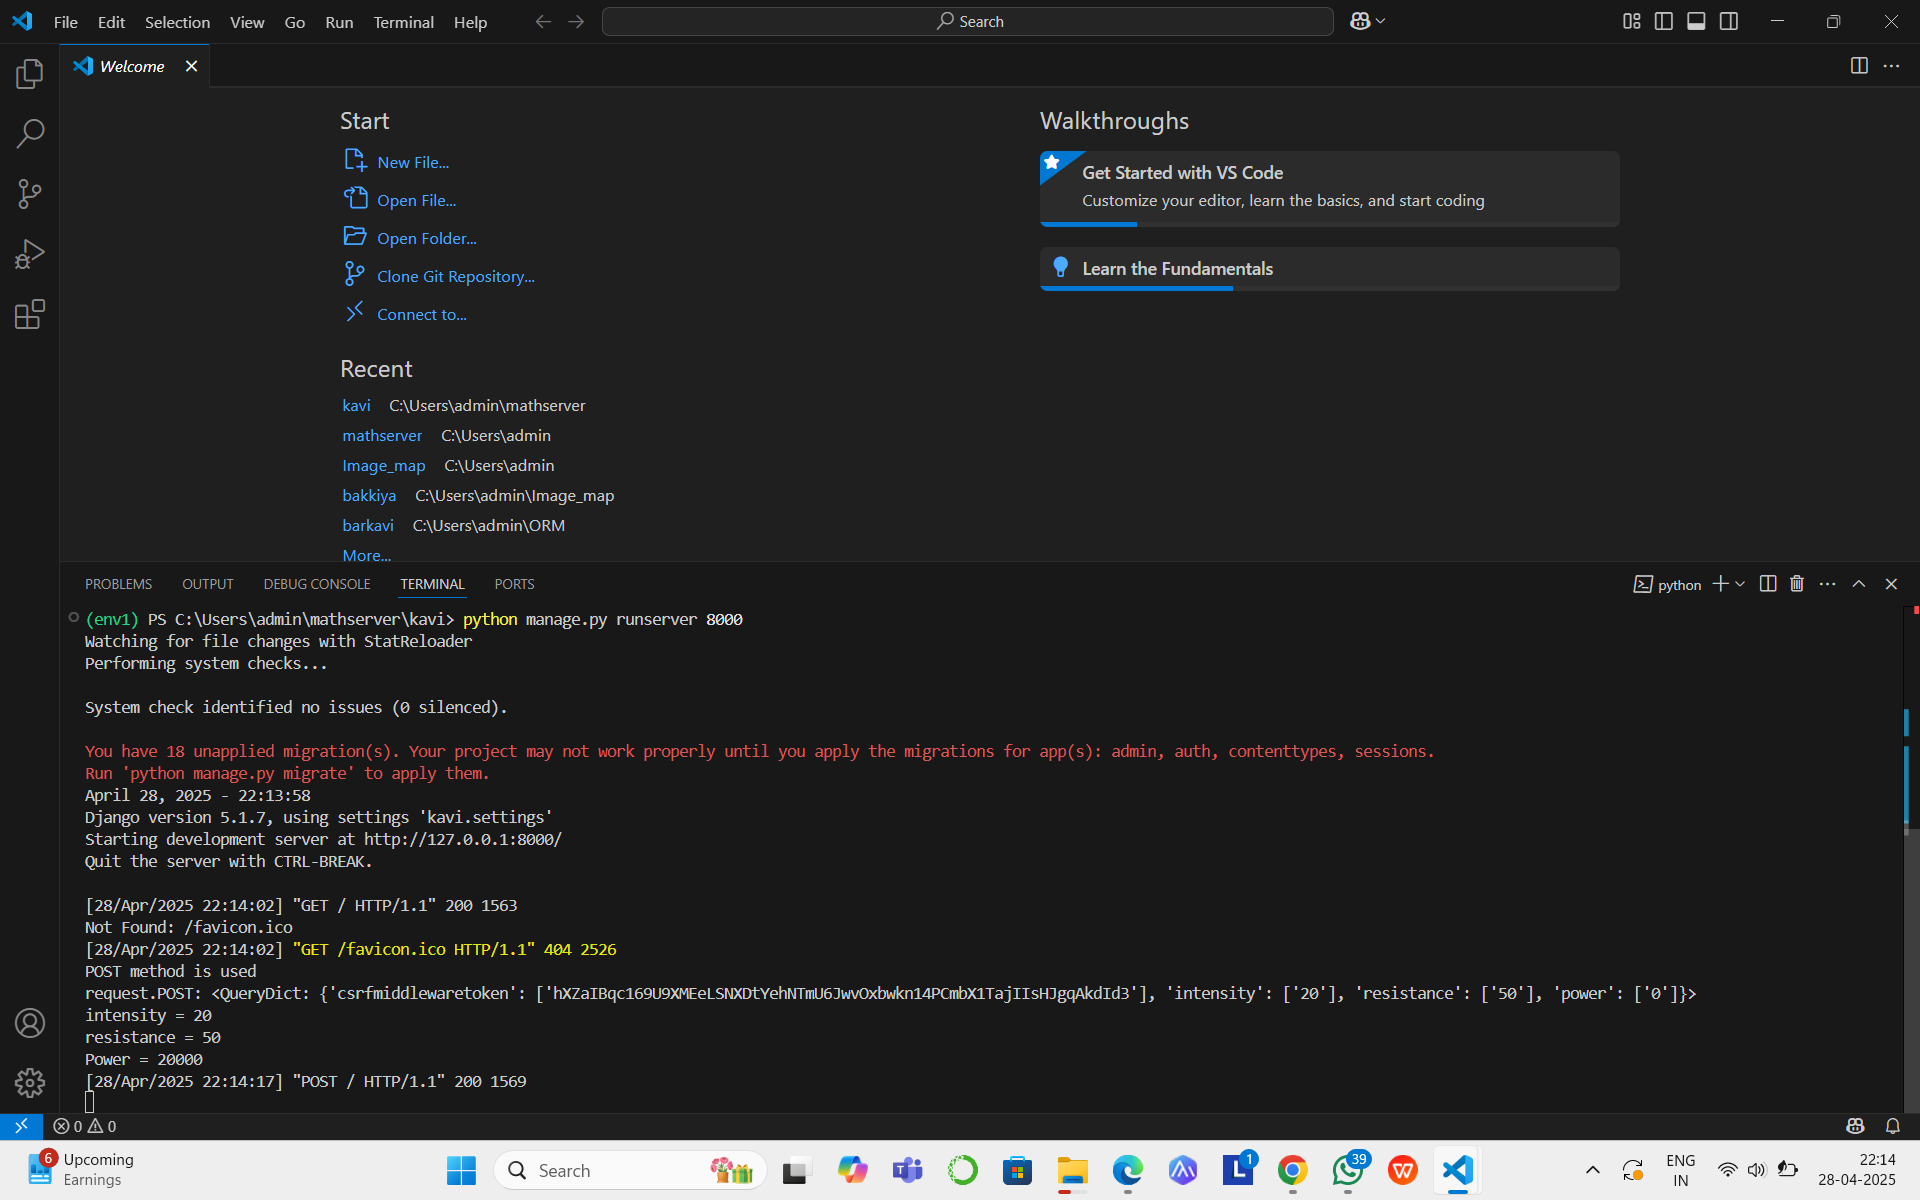 File Edit Selection View Go Run Terminal Help
Search
Welcome
Start
New File...
Open File...
Open Folder...
Clone Git Repository...
Connect to...
Recent
kavi C:\Users\admin\mathserver
mathserver C:\Users\admin
Image_map C:\Users\admin
bakkiya C:\Users\admin\Image_map
barkavi C:\Users\admin\ORM
More...
Walkthroughs
Get Started with VS Code
Customize your editor, learn the basics, and start coding
Learn the Fundamentals
PROBLEMS OUTPUT DEBUG CONSOLE TERMINAL PORTS
python
(env1) PS C:\Users\admin\mathserver\kavi> python manage.py runserver 8000
Watching for file changes with StatReloader
Performing system checks...
System check identified no issues (0 silenced).
You have 18 unapplied migration(s). Your project may not work properly until you apply the migrations for app(s): admin, auth, contenttypes, sessions.
Run 'python manage.py migrate' to apply them.
April 28, 2025 - 22:13:58
Django version 5.1.7, using settings 'kavi.settings'
Starting development server at http://127.0.0.1:8000/
Quit the server with CTRL-BREAK.
[28/Apr/2025 22:14:02] "GET / HTTP/1.1" 200 1563
Not Found: /favicon.ico
[28/Apr/2025 22:14:02] "GET /favicon.ico HTTP/1.1" 404 2526
POST method is used
request.POST: <QueryDict: {'csrfmiddlewaretoken': ['hXZaIBqc169U9XMEeLSNXDtYehNTmU6JwvOxbwkn14PCmbX1TajIIsHJgqAkdId3'], 'intensity': ['20'], 'resistance': ['50'], 'power': ['0']}>
intensity = 20
resistance = 50
Power = 20000
[28/Apr/2025 22:14:17] "POST / HTTP/1.1" 200 1569
0 0
6
Upcoming
Earnings
Search
1
39
ENG
IN
22:14
28-04-2025